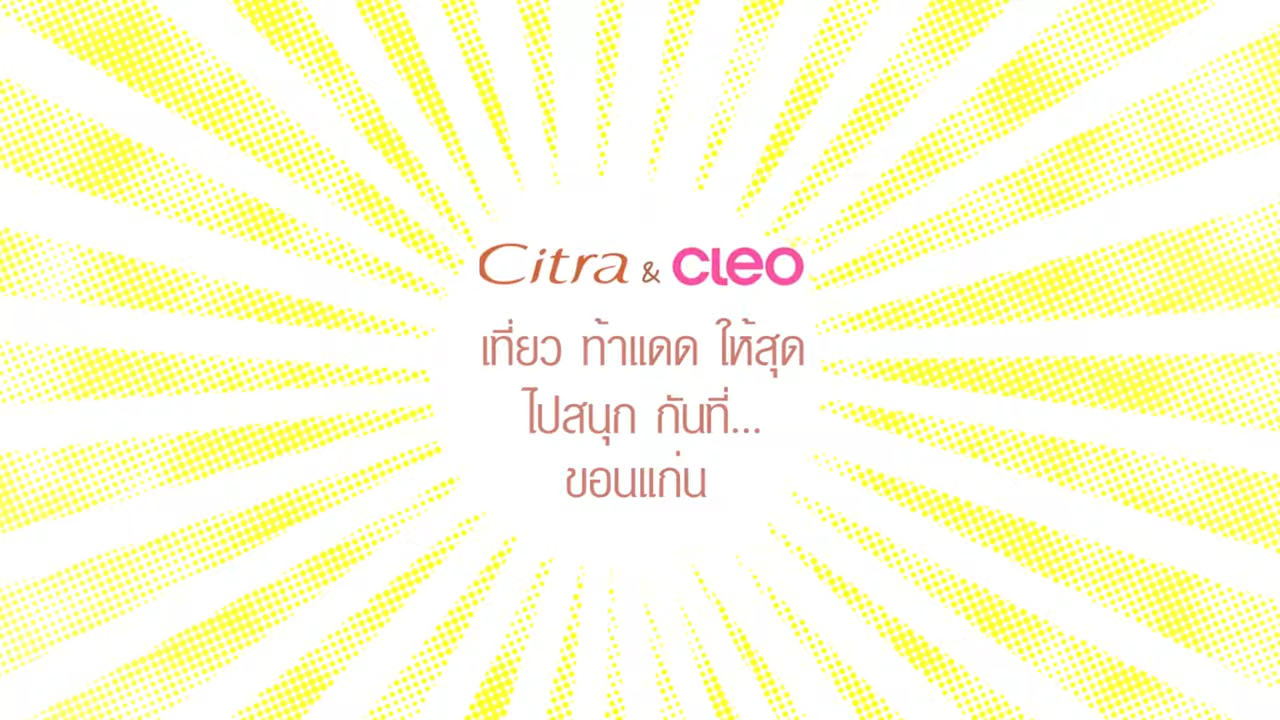 Citra & CLEO
เที่ยว ท้าแดด ให้สุด
ไปสนุก กันที่...
ขอนแก่น